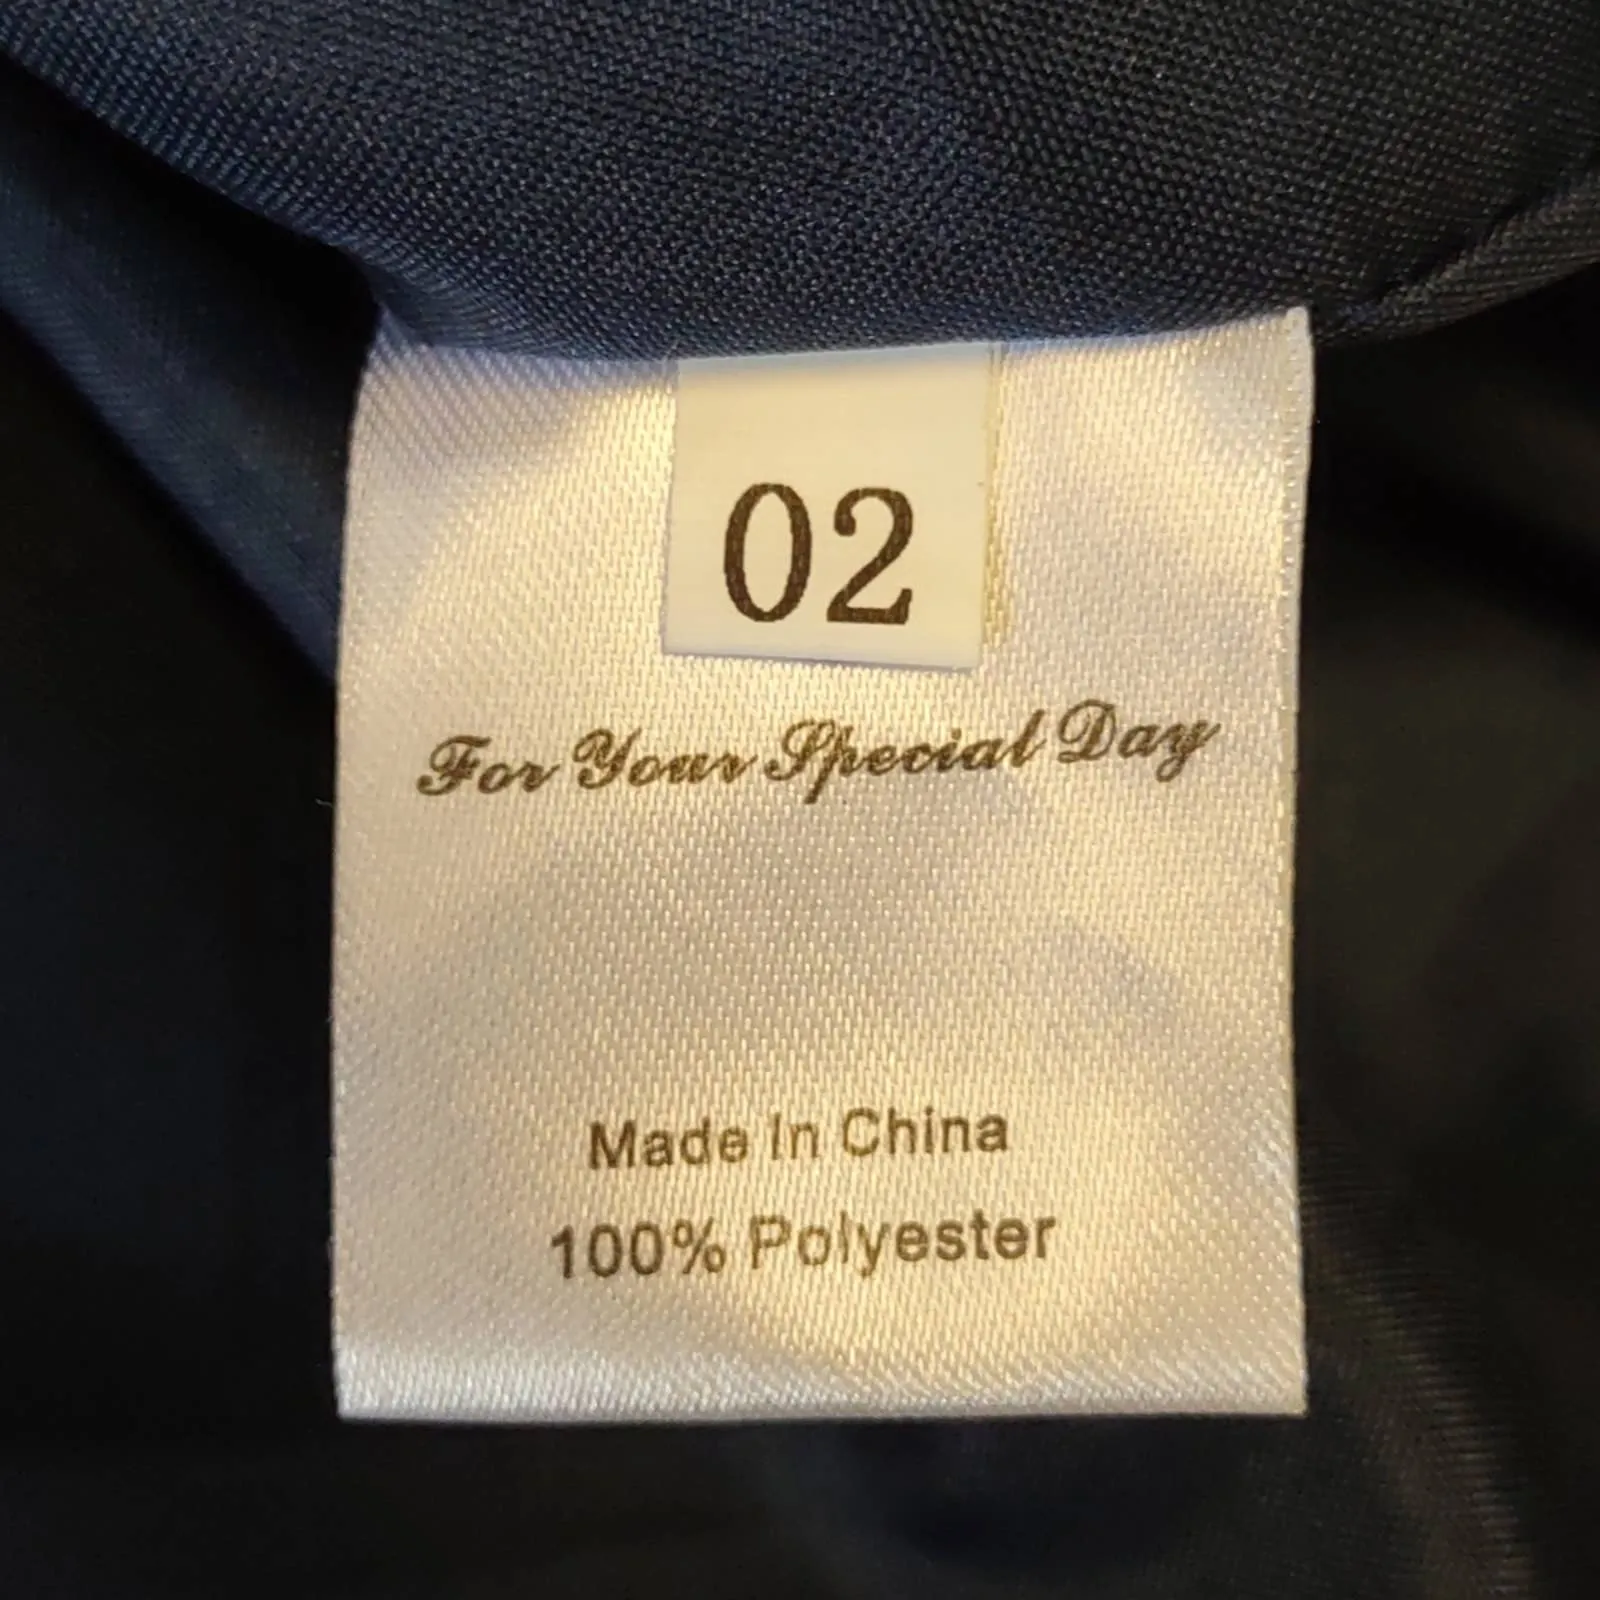 02
For Your Special Day
Made In China
100% Polyester